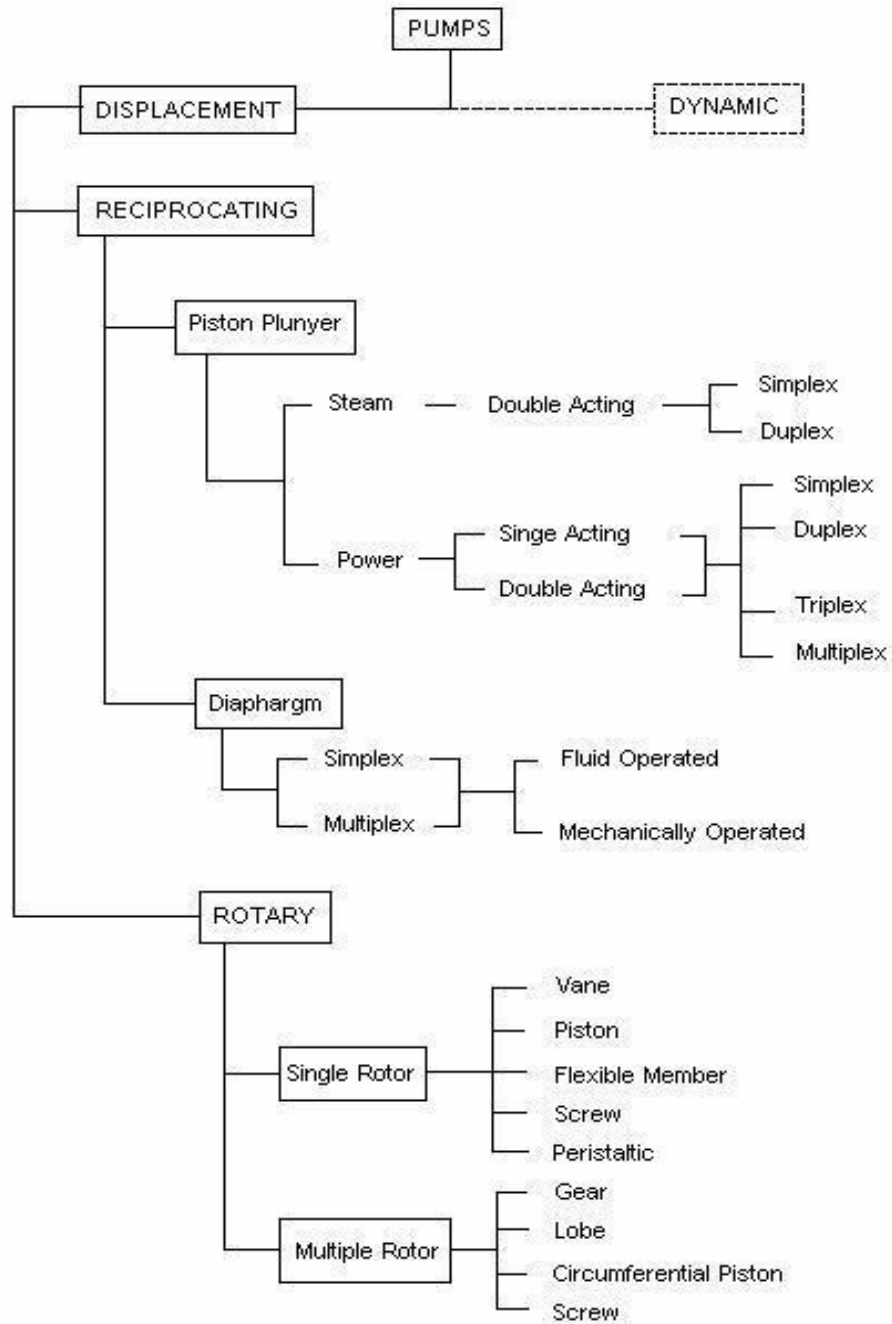 PUMPS
DISPLACEMENT
DYNAMIC
RECIPROCATING
Piston Plunyer
Steam
Double Acting
Simplex
Duplex
Power
Singe Acting
Double Acting
Simplex
Duplex
Triplex
Multiplex
Diaphargm
Simplex
Multiplex
Fluid Operated
Mechanically Operated
ROTARY
Single Rotor
Vane
Piston
Flexible Member
Screw
Peristaltic
Multiple Rotor
Gear
Lobe
Circumferential Piston
Screw